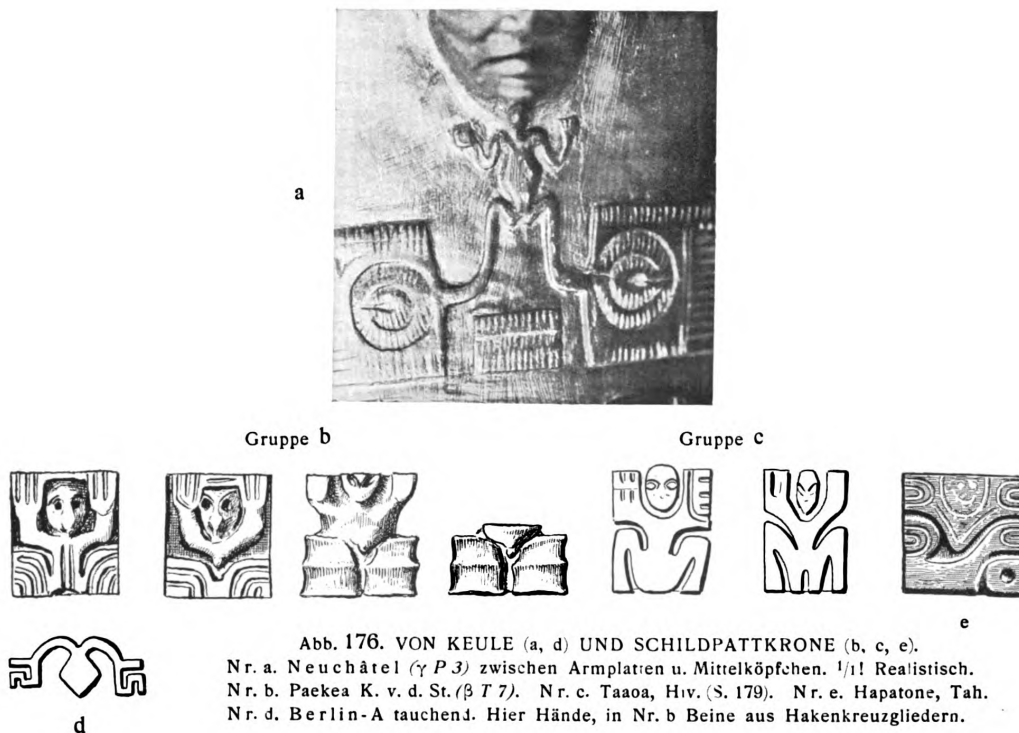 a
Gruppe b
Gruppe c
e
d
Abb. 176. VON KEULE (a, d) UND SCHILDPATTKRONE (b, c, e).
Nr. a. Neuchâtel (γ P 3) zwischen Armplatten u. Mittelköpfchen. ¹/₁! Realistisch.
Nr. b. Paekea K. v. d. St. (β T 7). Nr. c. Taaoa, Hiv. (S. 179). Nr. e. Hapatone, Tah.
Nr. d. Berlin-A tauchend. Hier Hände, in Nr. b Beine aus Hakenkreuzgliedern.